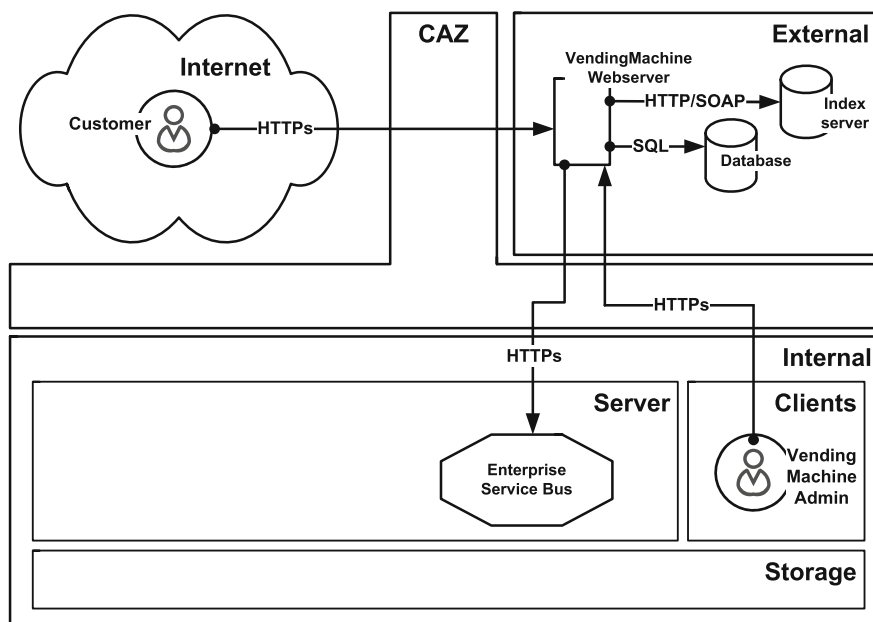 CAZ
External
Internet
VendingMachine
Webserver
HTTP/SOAP
Index
server
Customer
HTTPs
SQL
Database
HTTPs
HTTPs
Internal
Server
Clients
Enterprise
Service Bus
Vending
Machine
Admin
Storage